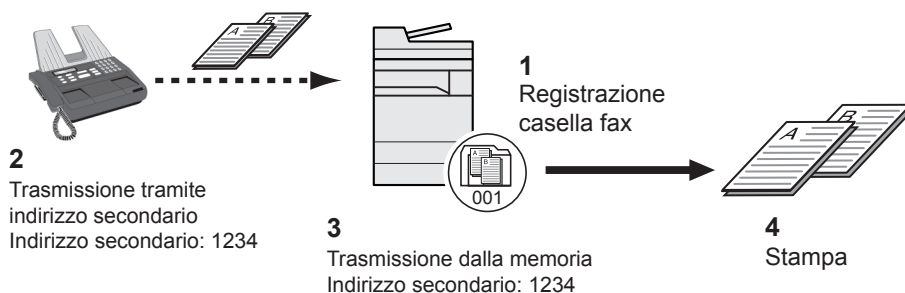 A
B
1
Registrazione
casella fax
A
B
001
A
B
2
Trasmissione tramite
indirizzo secondario
Indirizzo secondario: 1234
3
Trasmissione dalla memoria
Indirizzo secondario: 1234
4
Stampa